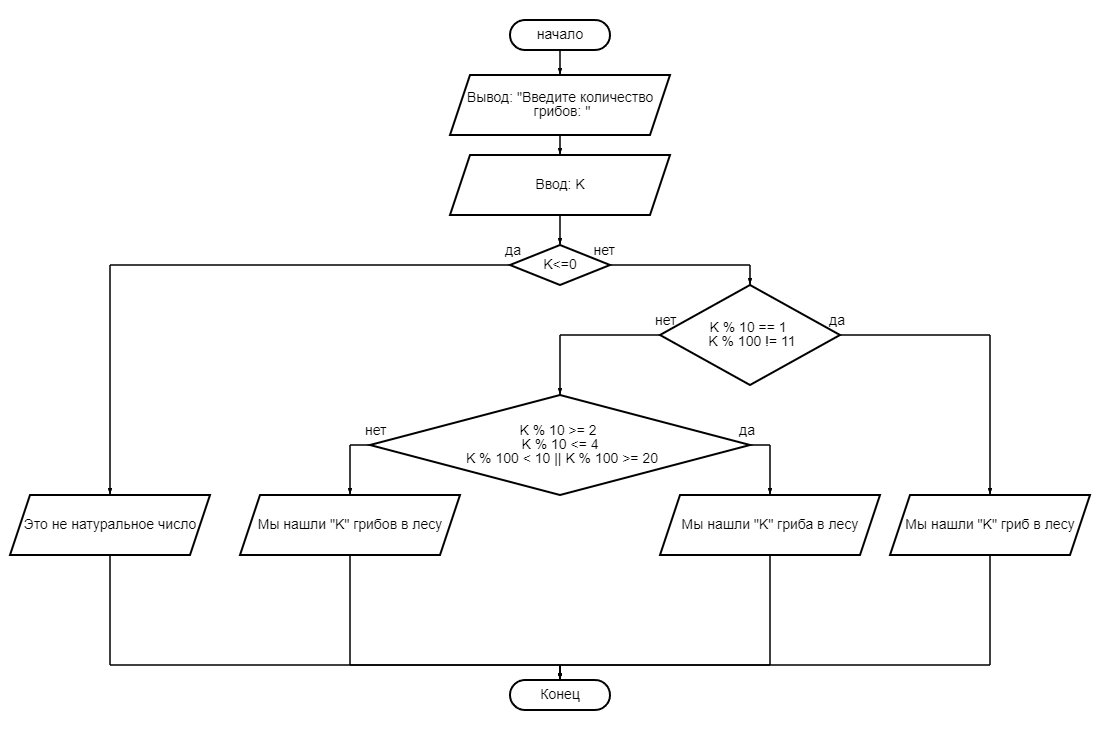 начало
Вывод: "Введите количество
грибов: "
Ввод: K
да
нет
K<=0
нет
да
K % 10 == 1
K % 100 != 11
нет
да
K % 10 >= 2
K % 10 <= 4
K % 100 < 10 || K % 100 >= 20
Это не натуральное число
Мы нашли "K" грибов в лесу
Мы нашли "K" гриба в лесу
Мы нашли "K" гриб в лесу
Конец